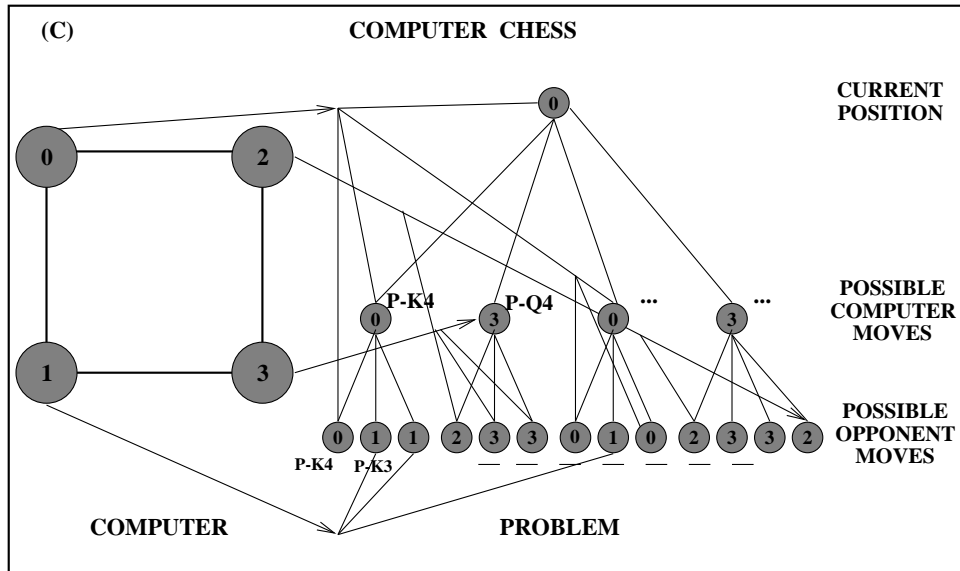 (C) COMPUTER CHESS
CURRENT
POSITION
0
0 2
P-K4 P-Q4 ... ...
0 3 0 3
POSSIBLE
COMPUTER
MOVES
1 3
0 1 1 2 3 3 0 1 0 2 3 3 2
POSSIBLE
OPPONENT
MOVES
P-K4 P-K3
COMPUTER PROBLEM